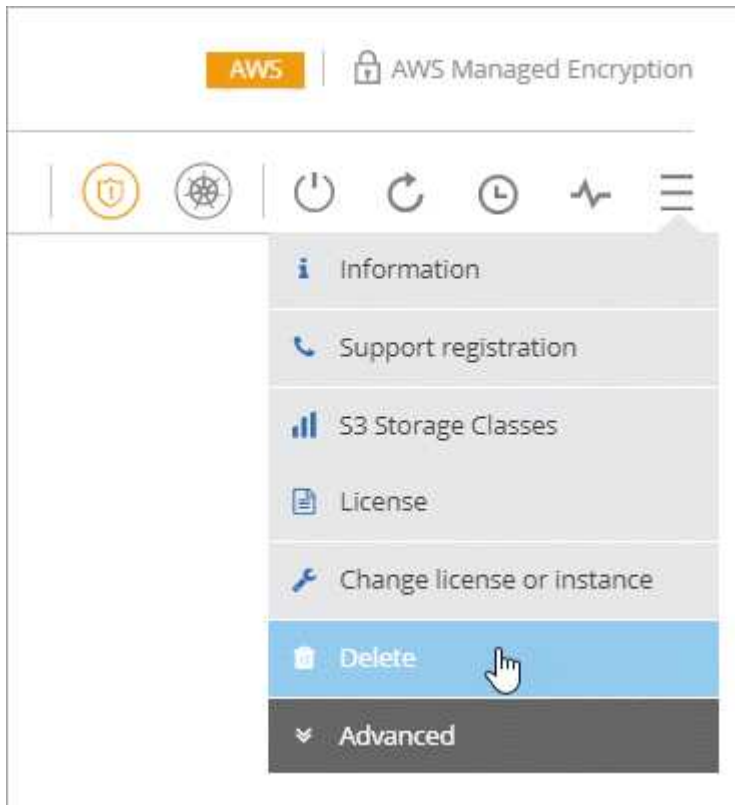 AWS AWS Managed Encryption
Information
Support registration
S3 Storage Classes
License
Change license or instance
Delete
Advanced